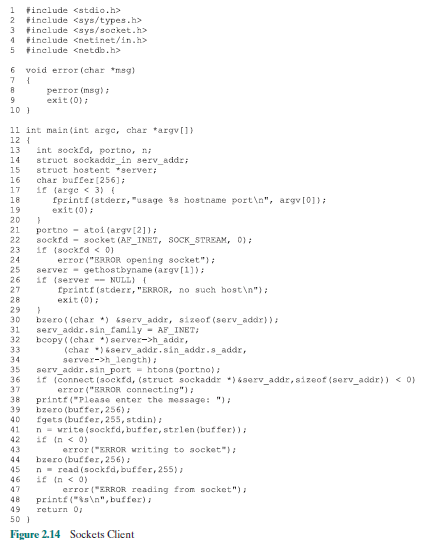 1 #include <stdio.h>
2 #include <sys/types.h>
3 #include <sys/socket.h>
4 #include <netinet/in.h>
5 #include <netdb.h>
6 void error(char *msg)
7 {
8 perror(msg);
9 exit(0);
10 }
11 int main(int argc, char *argv[])
12 {
13 int sockfd, portno, n;
14 struct sockaddr_in serv_addr;
15 struct hostent *server;
16 char buffer[256];
17 if (argc < 3) {
18 fprintf(stderr,"usage %s hostname port\n", argv[0]);
19 exit(0);
20 }
21 portno = atoi(argv[2]);
22 sockfd = socket(AF_INET, SOCK_STREAM, 0);
23 if (sockfd < 0)
24 error("ERROR opening socket");
25 server = gethostbyname(argv[1]);
26 if (server == NULL) {
27 fprintf(stderr,"ERROR, no such host\n");
28 exit(0);
29 }
30 bzero((char *) &serv_addr, sizeof(serv_addr));
31 serv_addr.sin_family = AF_INET;
32 bcopy((char *)server->h_addr,
33 (char *)&serv_addr.sin_addr.s_addr,
34 server->h_length);
35 serv_addr.sin_port = htons(portno);
36 if (connect(sockfd,(struct sockaddr *)&serv_addr,sizeof(serv_addr)) < 0)
37 error("ERROR connecting");
38 printf("Please enter the message: ");
39 bzero(buffer,256);
40 fgets(buffer,255,stdin);
41 n = write(sockfd,buffer,strlen(buffer));
42 if (n < 0)
43 error("ERROR writing to socket");
44 bzero(buffer,256);
45 n = read(sockfd,buffer,255);
46 if (n < 0)
47 error("ERROR reading from socket");
48 printf("%s\n",buffer);
49 return 0;
50 }
Figure 2.14 Sockets Client